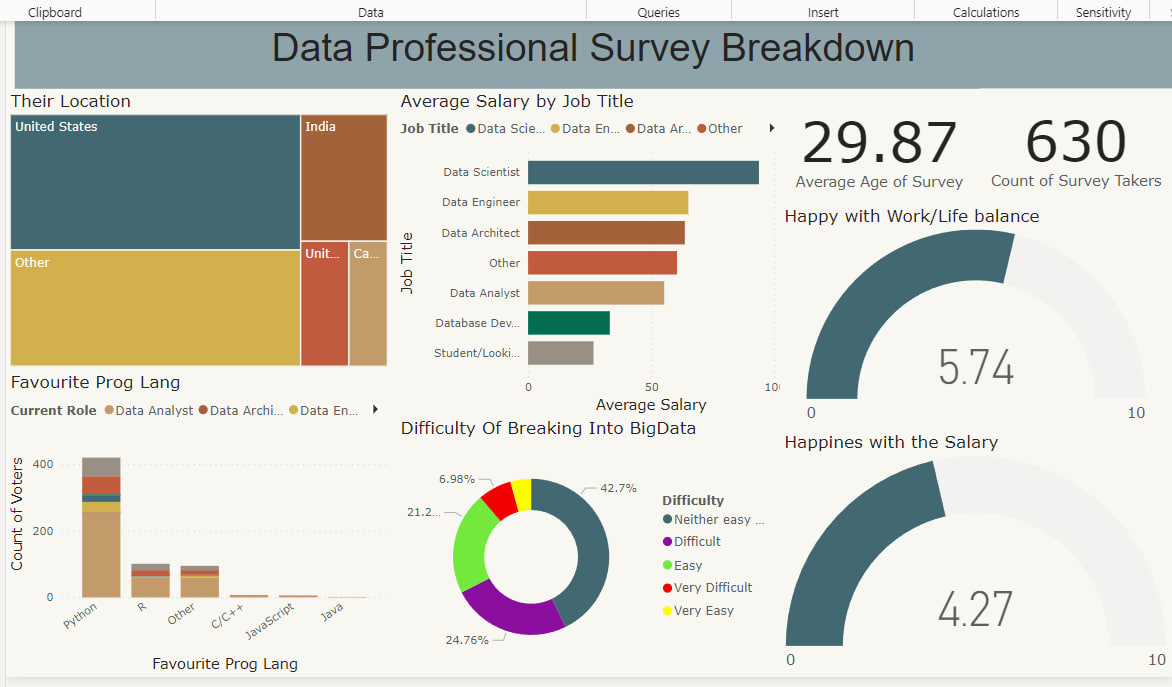 Clipboard
Data
Queries
Insert
Calculations
Sensitivity
Data Professional Survey Breakdown
Their Location
United States
India
Other
Unit...
Ca...
Average Salary by Job Title
Job Title Data Scie... Data En... Data Ar... Other
Job Title
Data Scientist
Data Engineer
Data Architect
Other
Data Analyst
Database Dev...
Student/Looki...
0 50 10
Average Salary
29.87
Average Age of Survey
630
Count of Survey Takers
Happy with Work/Life balance
5.74
0 10
Favourite Prog Lang
Current Role Data Analyst Data Archi... Data En...
Count of Voters
400
200
0
Python R Other C/C++ JavaScript Java
Favourite Prog Lang
Difficulty Of Breaking Into BigData
6.98%
42.7%
21.2...
24.76%
Difficulty
Neither easy ...
Difficult
Easy
Very Difficult
Very Easy
Happines with the Salary
4.27
0 10